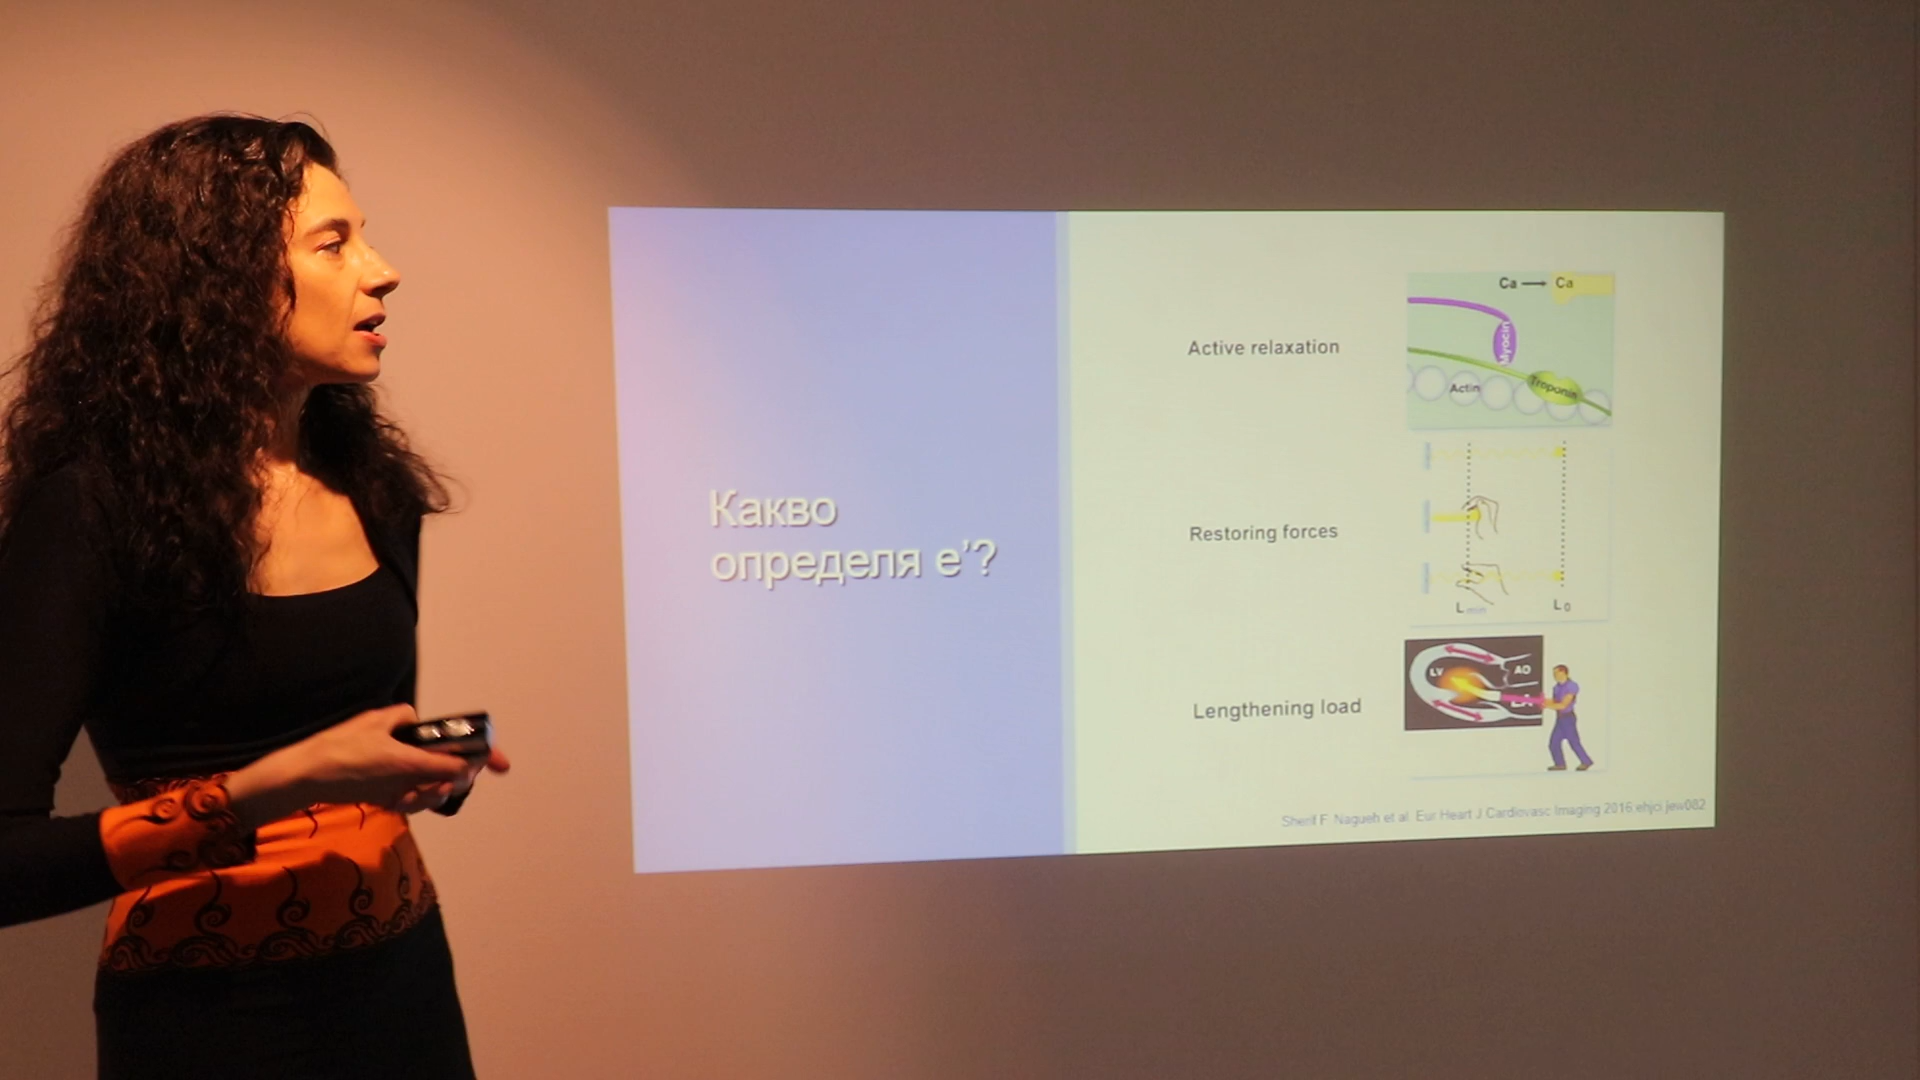 Какво
определя e’?
Active relaxation
Ca → Ca
Myocin
Actin
Troponin
Restoring forces
L min
L 0
Lengthening load
LV
AO
LA
Sherif F. Nagueh et al. Eur Heart J Cardiovasc Imaging 2016;ehjci.jew082